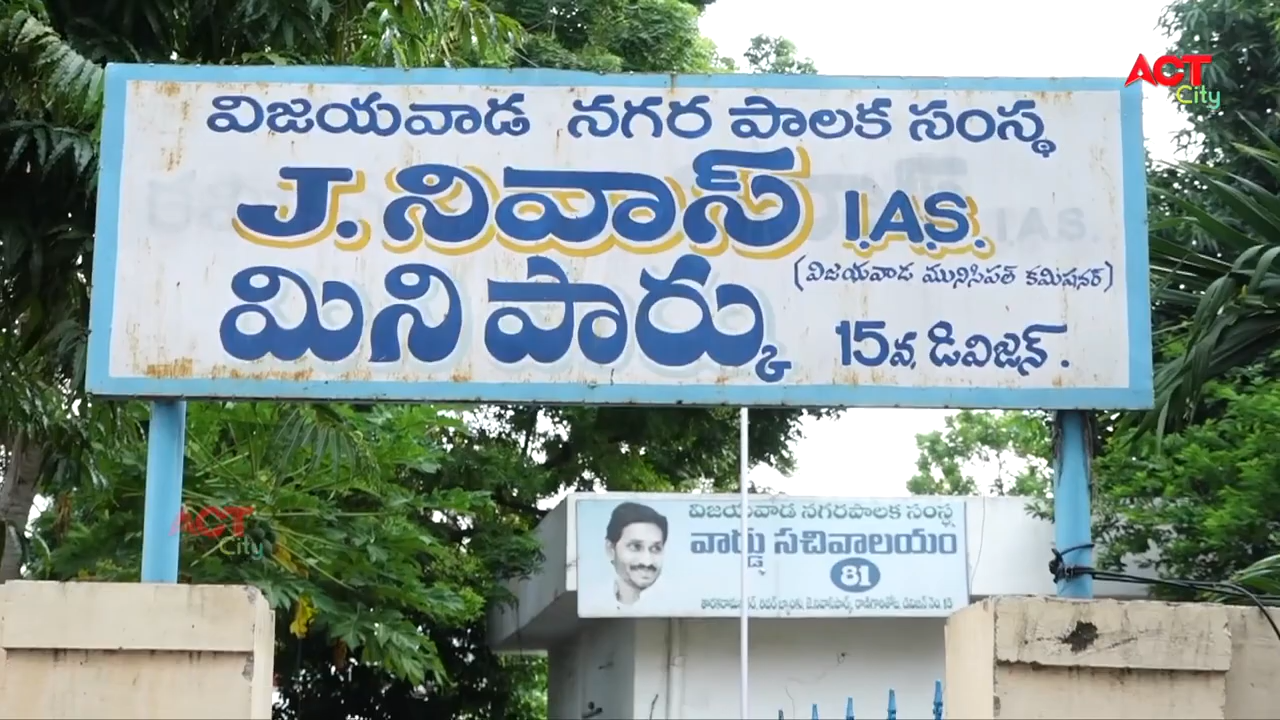 విజయవాడ నగర పాలక సంస్థ
J. నివాస్ I.A.S.
(విజయవాడ మునిసిపల్ కమిషనర్)
మినిపార్కు 15వ, డివిజన్.
విజయవాడ నగరపాలక సంస్థ
వార్డు సచివాలయం
81
ACT
City
ACT
City